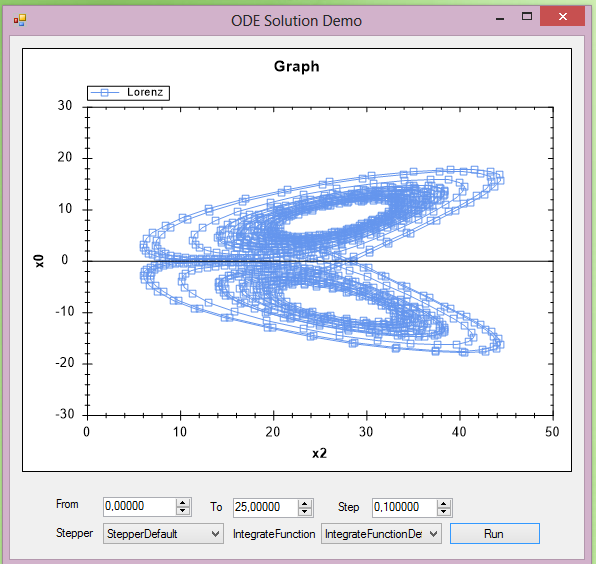 ODE Solution Demo
Graph
Lorenz
30
20
10
0
-10
-20
-30
x0
0 10 20 30 40 50
x2
From 0,00000 To 25,00000 Step 0,100000
Stepper StepperDefault IntegrateFunction IntegrateFunctionDe Run